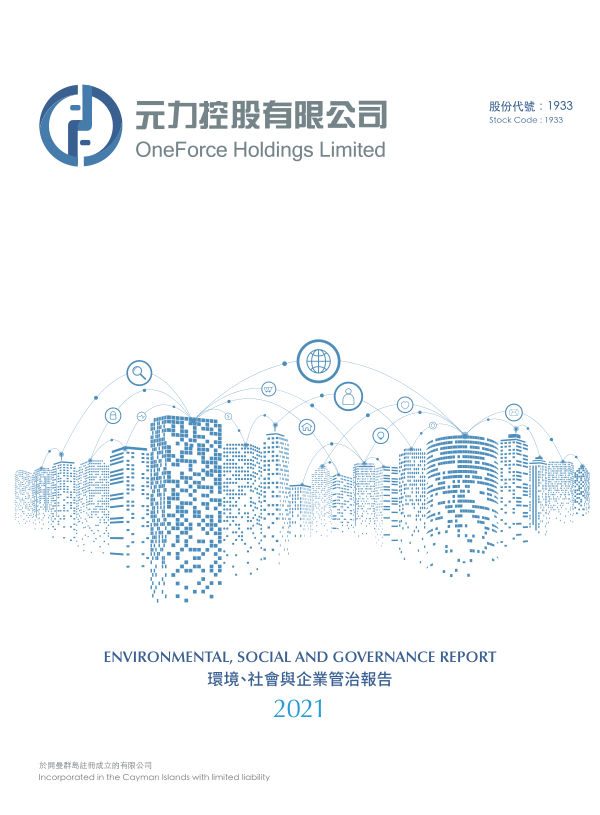 元力控股有限公司
OneForce Holdings Limited
股份代號：1933
Stock Code : 1933
ENVIRONMENTAL, SOCIAL AND GOVERNANCE REPORT
環境、社會與企業管治報告
2021
於開曼群島註冊成立的有限公司
Incorporated in the Cayman Islands with limited liability